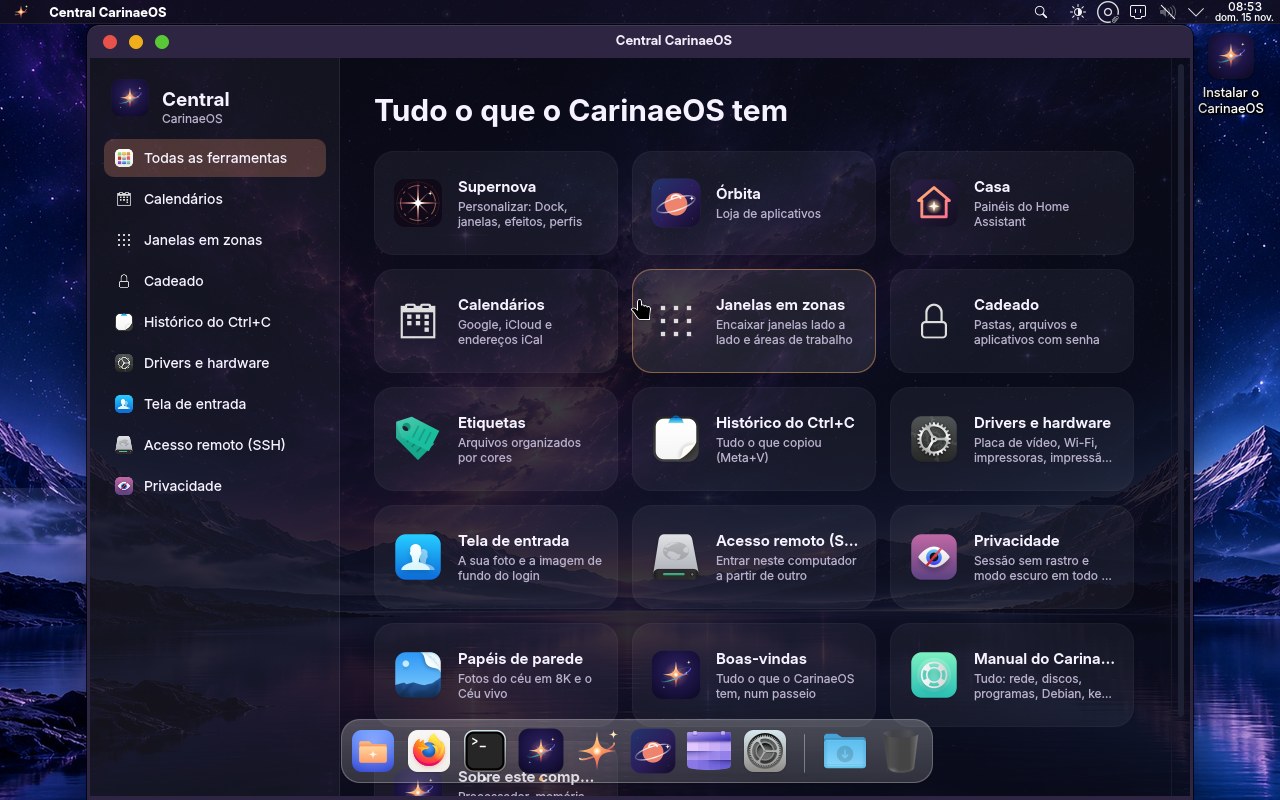 Central CarinaeOS
08:53
dom. 15 nov.
Central CarinaeOS
Instalar o
CarinaeOS
Central
CarinaeOS
Todas as ferramentas
Calendários
Janelas em zonas
Cadeado
Histórico do Ctrl+C
Drivers e hardware
Tela de entrada
Acesso remoto (SSH)
Privacidade
Tudo o que o CarinaeOS tem
Supernova
Personalizar: Dock,
janelas, efeitos, perfis
Órbita
Loja de aplicativos
Casa
Painéis do Home
Assistant
Calendários
Google, iCloud e
endereços iCal
Janelas em zonas
Encaixar janelas lado a
lado e áreas de trabalho
Cadeado
Pastas, arquivos e
aplicativos com senha
Etiquetas
Arquivos organizados
por cores
Histórico do Ctrl+C
Tudo o que copiou
(Meta+V)
Drivers e hardware
Placa de vídeo, Wi-Fi,
impressoras, impressã...
Tela de entrada
A sua foto e a imagem de
fundo do login
Acesso remoto (S...
Entrar neste computador
a partir de outro
Privacidade
Sessão sem rastro e
modo escuro em todo ...
Papéis de parede
Fotos do céu em 8K e o
Céu vivo
Boas-vindas
Tudo o que o CarinaeOS
tem, num passeio
Manual do Carina...
Tudo: rede, discos,
programas, Debian, ke...
>_
Sobre este comp...
Processador, memória